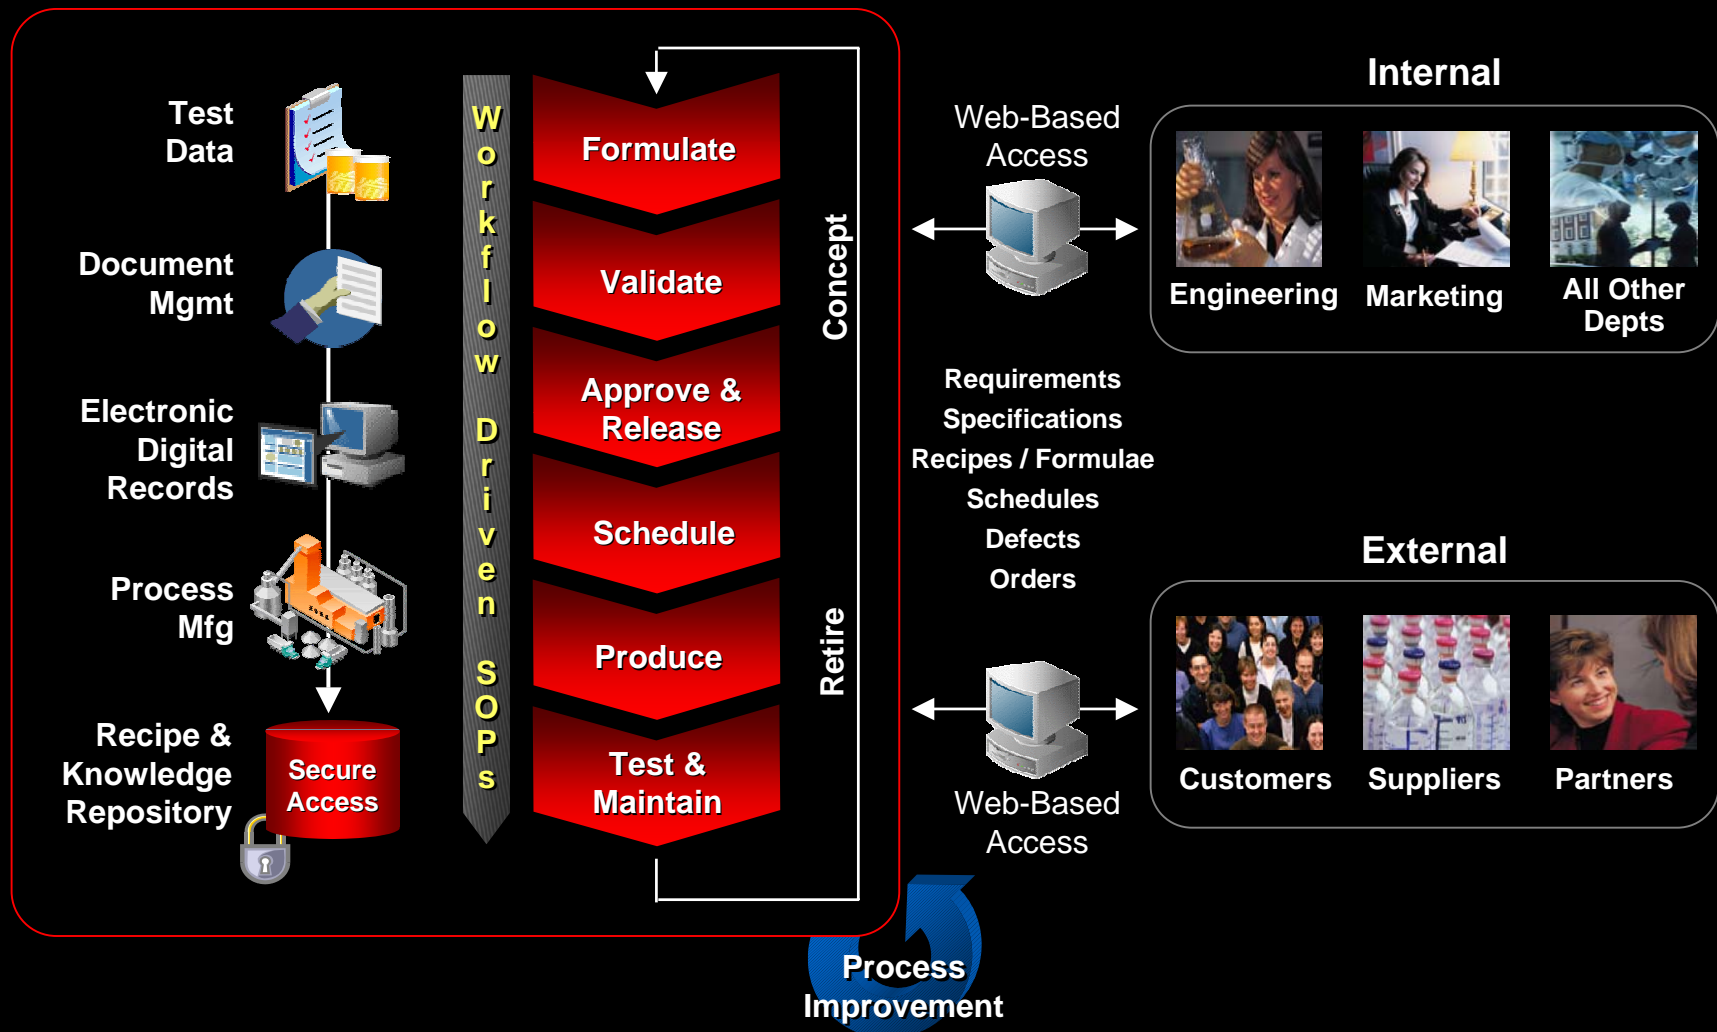 Test
Data
Document
Mgmt
Electronic
Digital
Records
Process
Mfg
Recipe &
Knowledge
Repository
Secure
Access
Workflow Driven SOPs
Formulate
Validate
Approve &
Release
Schedule
Produce
Test &
Maintain
Concept
Retire
Process
Improvement
Web-Based
Access
Requirements
Specifications
Recipes / Formulae
Schedules
Defects
Orders
Web-Based
Access
Internal
Engineering
Marketing
All Other
Depts
External
Customers
Suppliers
Partners